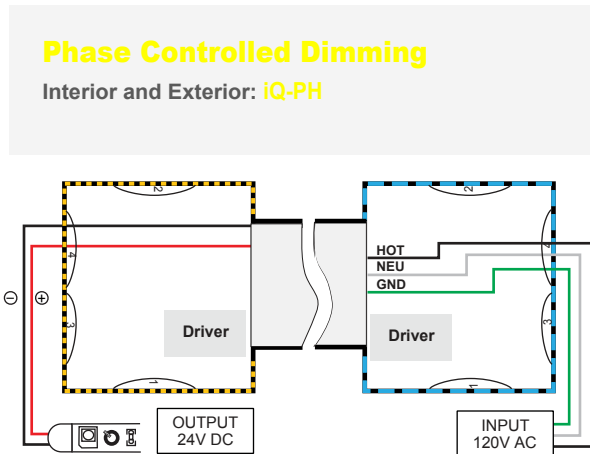 Phase Controlled Dimming
Interior and Exterior: iQ-PH
2
2
HOT
NEU
GND
4
4
⊖
⊕
3
3
Driver
Driver
1
1
OUTPUT
24V DC
INPUT
120V AC